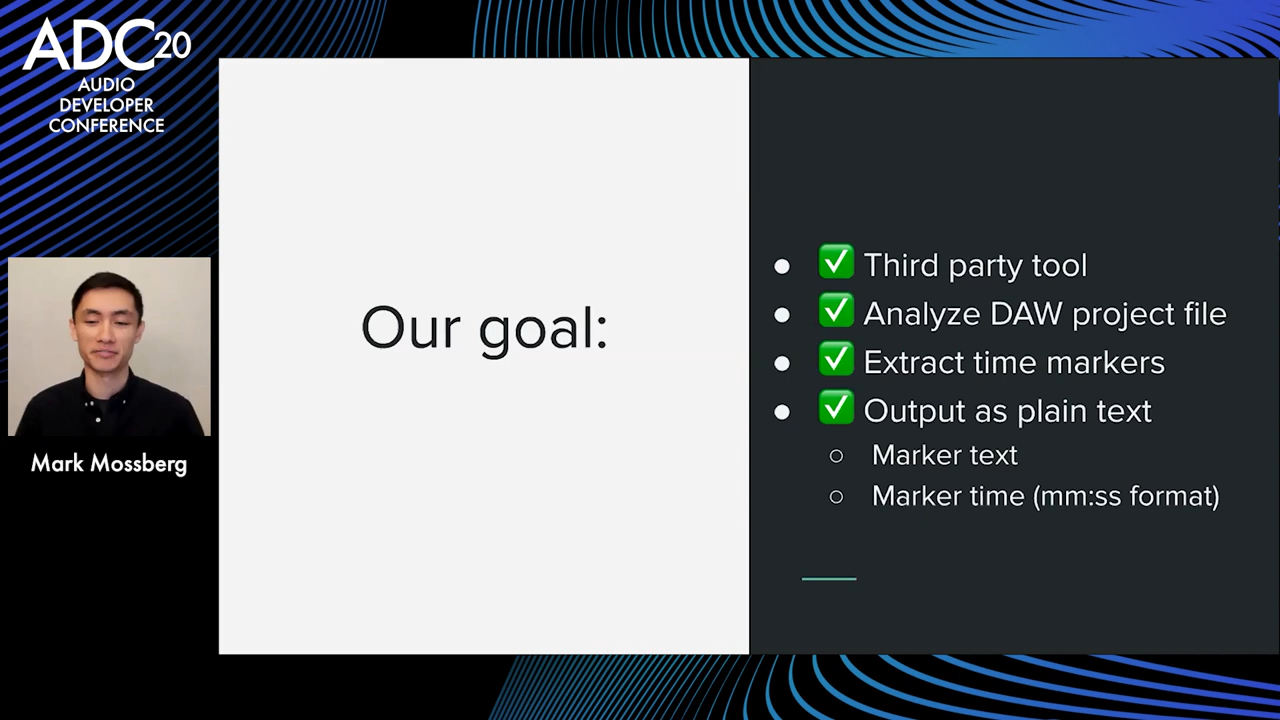 ADC20
AUDIO
DEVELOPER
CONFERENCE
Mark Mossberg
Our goal:
● ✅ Third party tool
● ✅ Analyze DAW project file
● ✅ Extract time markers
● ✅ Output as plain text
○ Marker text
○ Marker time (mm:ss format)